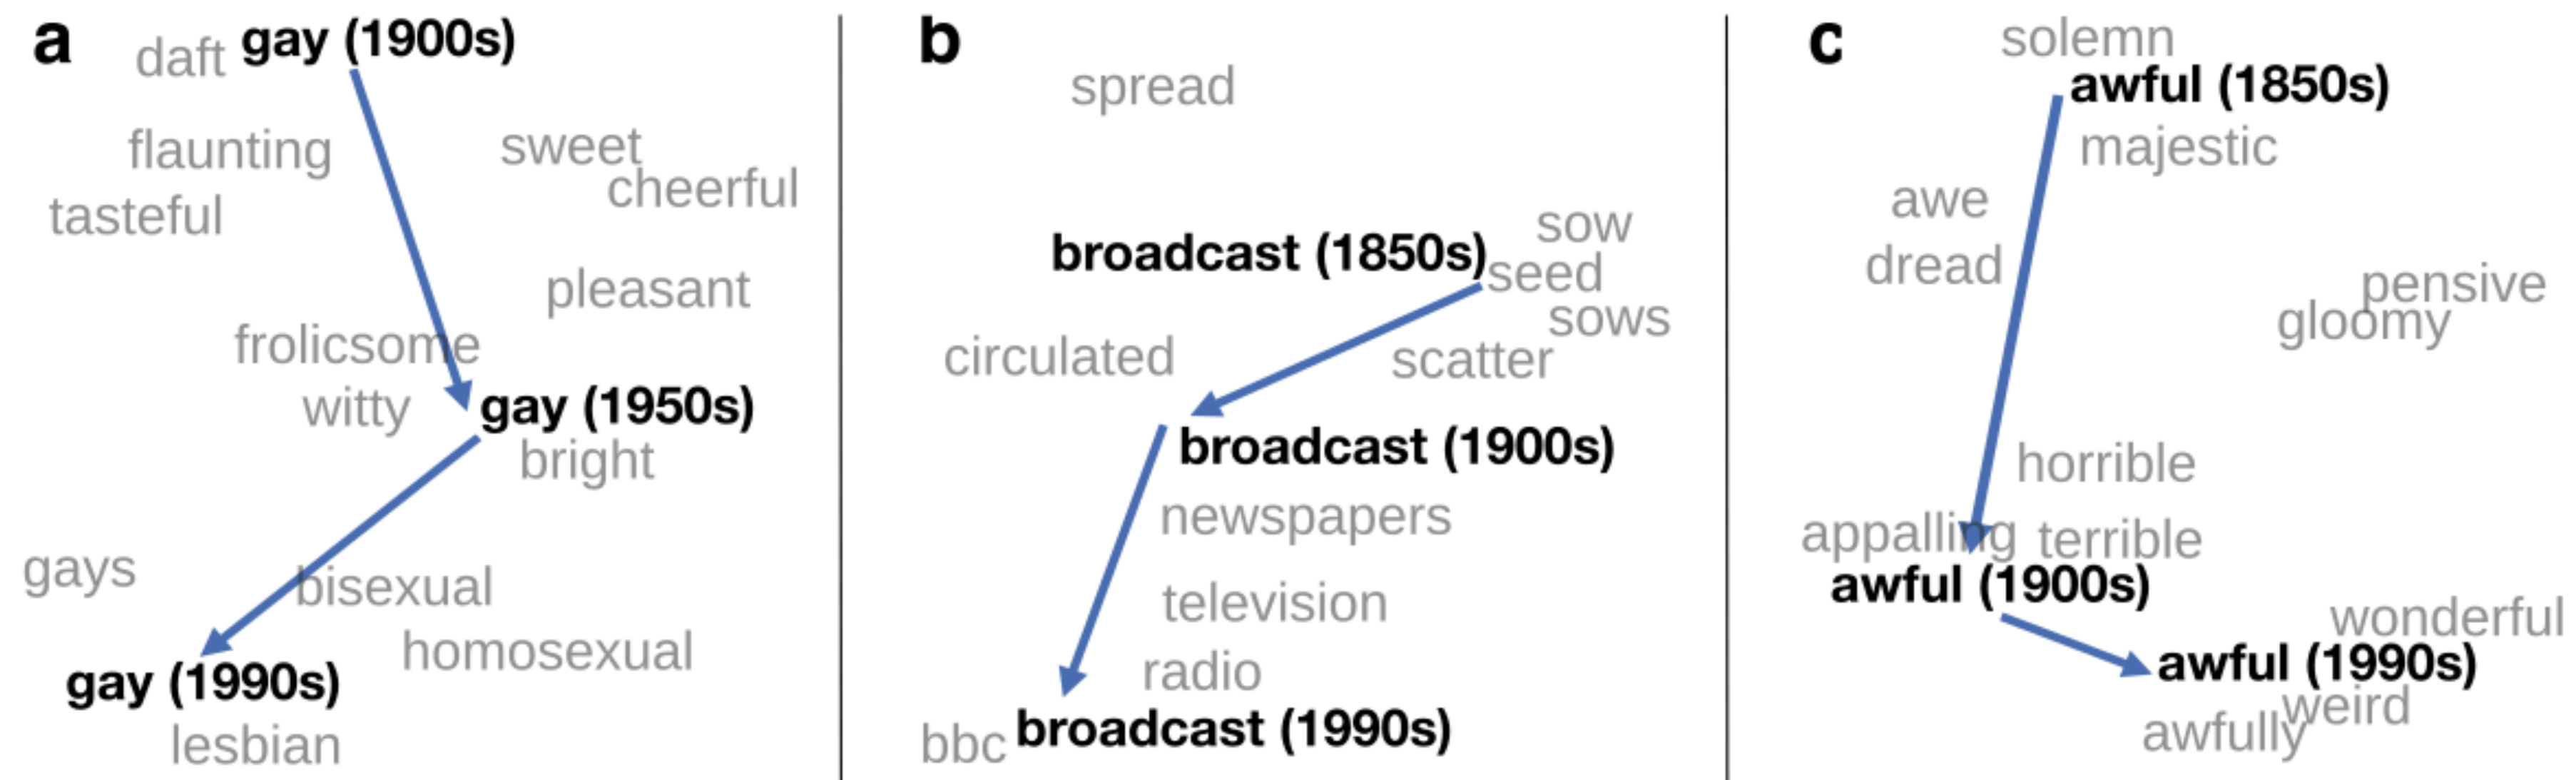 a
daft gay (1900s)
flaunting
sweet
cheerful
tasteful
pleasant
frolicsome
witty
gay (1950s)
bright
gays
bisexual
homosexual
gay (1990s)
lesbian
b
spread
sow
broadcast (1850s)
seed
sows
circulated
scatter
broadcast (1900s)
newspapers
television
radio
bbc broadcast (1990s)
c
solemn
awful (1850s)
majestic
awe
dread
pensive
gloomy
horrible
appalling terrible
awful (1900s)
wonderful
awful (1990s)
weird
awfully